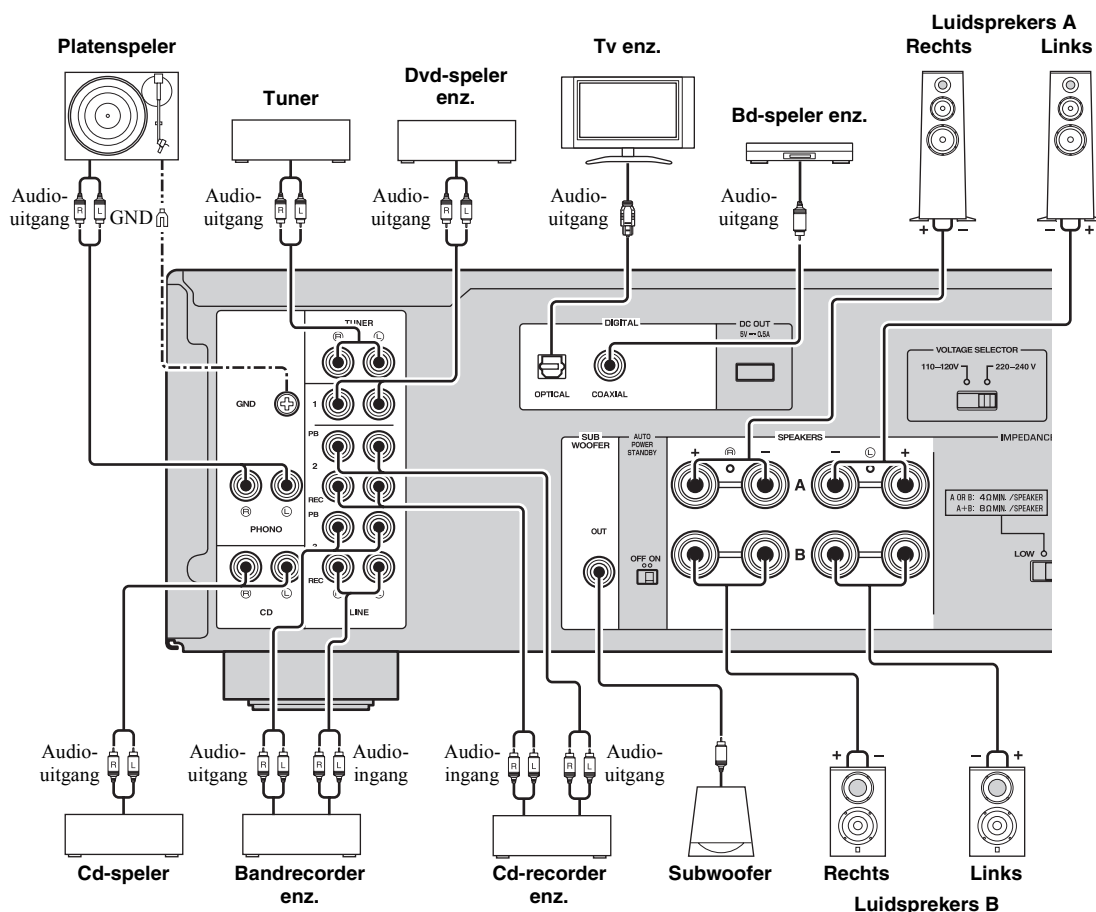 Luidsprekers A
Platenspeler
Rechts
Links
Tuner
Dvd-speler
enz.
Tv enz.
Bd-speler enz.
Audio-
uitgang
GND
Audio-
uitgang
Audio-
uitgang
Audio-
uitgang
Audio-
uitgang
R L
R L
R L
+ −
− +
TUNER
R L
DIGITAL
DC OUT
5V 0.5A
VOLTAGE SELECTOR
110–120V
220–240 V
GND
1
OPTICAL
COAXIAL
PB
2
REC
SUB
WOOFER
AUTO
POWER
STANDBY
SPEAKERS
IMPEDANCE
+ R −
− L +
A
R L
PHONO
PB
3
REC
OUT
A OR B: 4ΩMIN. /SPEAKER
A+B: 8ΩMIN. /SPEAKER
OFF ON
B
LOW
R L
CD
LINE
Audio-
uitgang
Audio-
uitgang
Audio-
ingang
Audio-
ingang
Audio-
uitgang
R L
R L
R L
R L
R L
+ −
− +
Cd-speler
Bandrecorder
enz.
Cd-recorder
enz.
Subwoofer
Rechts
Links
Luidsprekers B